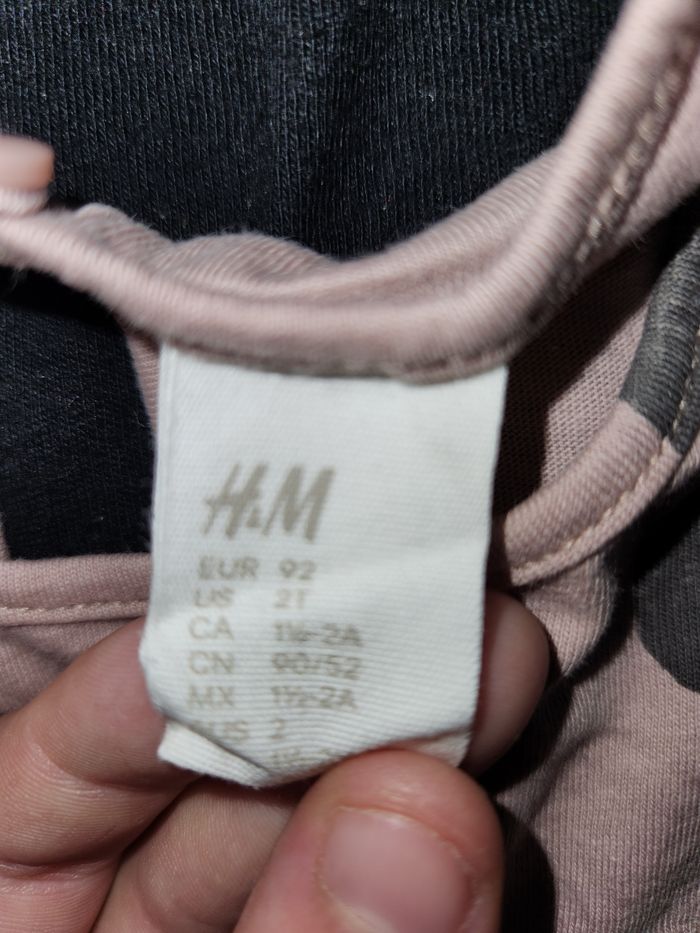 H&M
EUR 92
US 2T
CA 1½-2A
CN 90/52
MX 1½-2A
AUS 2